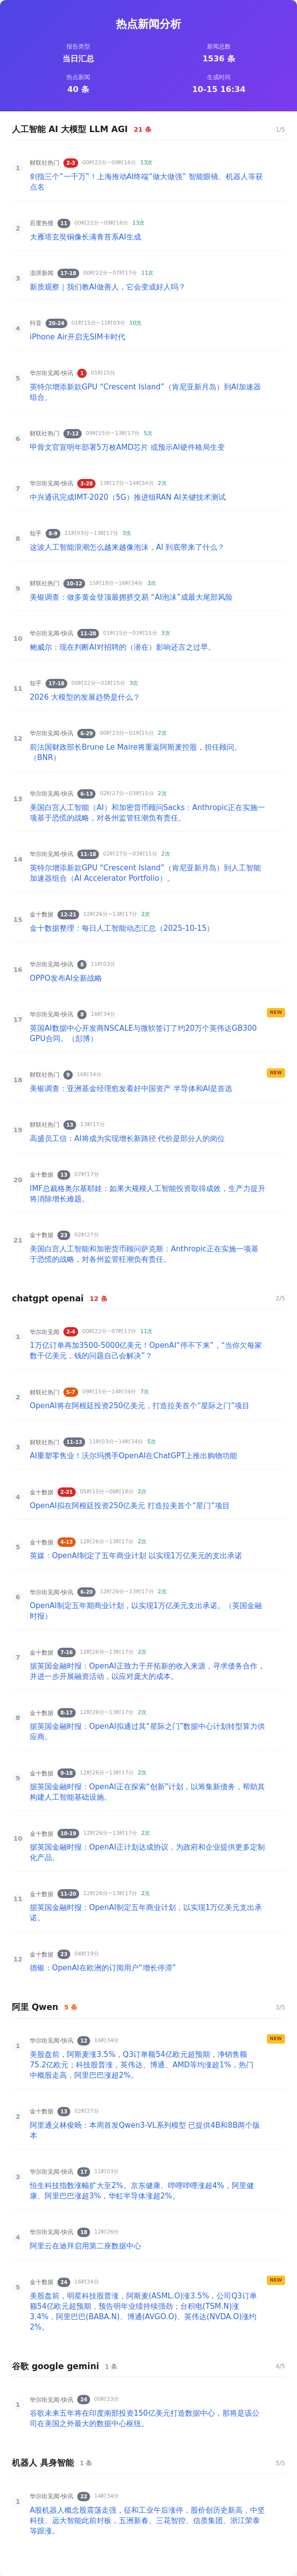 热点新闻分析
报告类型
新闻总数
当日汇总
1536 条
热点新闻
生成时间
40 条
10-15 16:34
人工智能 AI 大模型 LLM AGI 21 条 1/5
1
财联社热门 2-3 00时22分~09时16分 13次
剑指三个“一千万”！上海推动AI终端“做大做强” 智能眼镜、机器人等获
点名
2
百度热搜 11 00时22分~09时16分 13次
大雁塔玄奘铜像长满青苔系AI生成
3
澎湃新闻 17-18 00时22分~07时17分 11次
新质观察｜我们教AI做善人，它会变成好人吗？
4
抖音 20-24 01时15分~11时03分 10次
iPhone Air开启无SIM卡时代
5
华尔街见闻-快讯 1 01时15分
英特尔增添新款GPU “Crescent Island”（肯尼亚新月岛）到AI加速器
组合。
6
财联社热门 7-12 09时15分~13时17分 5次
甲骨文官宣明年部署5万枚AMD芯片 或预示AI硬件格局生变
7
华尔街见闻-快讯 3-28 13时17分~14时34分 2次
中兴通讯完成IMT-2020（5G）推进组RAN AI关键技术测试
8
知乎 8-9 11时03分~13时17分 3次
这波人工智能浪潮怎么越来越像泡沫，AI 到底带来了什么？
9
财联社热门 10-12 15时18分~16时34分 3次
美银调查：做多黄金登顶最拥挤交易 “AI泡沫”成最大尾部风险
10
华尔街见闻-快讯 11-28 01时15分~03时15分 3次
鲍威尔：现在判断AI对招聘的（潜在）影响还言之过早。
11
知乎 17-18 00时22分~01时15分 3次
2026 大模型的发展趋势是什么？
12
华尔街见闻-快讯 6-29 00时23分~01时15分 2次
前法国财政部长Brune Le Maire将重返阿斯麦控股，担任顾问。
（BNR）
13
华尔街见闻-快讯 6-13 02时27分~03时15分 2次
美国白宫人工智能（AI）和加密货币顾问Sacks：Anthropic正在实施一
项基于恐慌的战略，对各州监管狂潮负有责任。
14
华尔街见闻-快讯 11-18 02时27分~03时15分 2次
英特尔增添新款GPU “Crescent Island”（肯尼亚新月岛）到人工智能
加速器组合（AI Accelerator Portfolio）。
15
金十数据 12-21 12时26分~13时17分 2次
金十数据整理：每日人工智能动态汇总（2025-10-15）
16
华尔街见闻-快讯 8 11时03分
OPPO发布AI全新战略
17
华尔街见闻-快讯 8 16时34分 NEW
英国AI数据中心开发商NSCALE与微软签订了约20万个英伟达GB300
GPU合同。（彭博）
18
财联社热门 9 16时34分 NEW
美银调查：亚洲基金经理愈发看好中国资产 半导体和AI是首选
19
财联社热门 13 13时17分
高盛员工信：AI将成为实现增长新路径 代价是部分人的岗位
20
金十数据 13 07时17分
IMF总裁格奥尔基耶娃：如果大规模人工智能投资取得成效，生产力提升
将消除增长难题。
21
金十数据 23 02时27分
美国白宫人工智能和加密货币顾问萨克斯：Anthropic正在实施一项基
于恐慌的战略，对各州监管狂潮负有责任。
chatgpt openai 12 条 2/5
1
华尔街见闻 2-4 00时22分~07时17分 11次
1万亿订单再加3500-5000亿美元！OpenAI“停不下来”，“当你欠每家
数千亿美元，钱的问题自己会解决”？
2
财联社热门 5-7 09时15分~14时34分 7次
OpenAI将在阿根廷投资250亿美元，打造拉美首个“星际之门”项目
3
财联社热门 11-13 11时03分~14时34分 5次
AI重塑零售业！沃尔玛携手OpenAI在ChatGPT上推出购物功能
4
金十数据 2-21 05时15分~06时18分 2次
OpenAI拟在阿根廷投资250亿美元 打造拉美首个“星门”项目
5
金十数据 4-13 12时26分~13时17分 2次
英媒：OpenAI制定了五年商业计划 以实现1万亿美元的支出承诺
6
华尔街见闻-快讯 6-20 12时26分~13时17分 2次
OpenAI制定五年期商业计划，以实现1万亿美元支出承诺。（英国金融
时报）
7
金十数据 7-16 12时26分~13时17分 2次
据英国金融时报：OpenAI正致力于开拓新的收入来源，寻求债务合作，
并进一步开展融资活动，以应对庞大的成本。
8
金十数据 8-17 12时26分~13时17分 2次
据英国金融时报：OpenAI拟通过其“星际之门”数据中心计划转型算力供
应商。
9
金十数据 9-18 12时26分~13时17分 2次
据英国金融时报：OpenAI正在探索“创新”计划，以筹集新债务，帮助其
构建人工智能基础设施。
10
金十数据 10-19 12时26分~13时17分 2次
据英国金融时报：OpenAI正计划达成协议，为政府和企业提供更多定制
化产品。
11
金十数据 11-20 12时26分~13时17分 2次
据英国金融时报：OpenAI制定五年商业计划，以实现1万亿美元支出承
诺。
12
金十数据 23 04时19分
德银：OpenAI在欧洲的订阅用户“增长停滞”
阿里 Qwen 5 条 3/5
1
华尔街见闻-快讯 12 16时34分 NEW
美股盘前，阿斯麦涨3.5%，Q3订单额54亿欧元超预期，净销售额
75.2亿欧元；科技股普涨，英伟达、博通、AMD等均涨超1%，热门
中概股走高，阿里巴巴涨超2%。
2
金十数据 13 02时27分
阿里通义林俊旸：本周首发Qwen3-VL系列模型 已提供4B和8B两个版
本
3
华尔街见闻-快讯 17 11时03分
恒生科技指数涨幅扩大至2%。京东健康、哔哩哔哩涨超4%，阿里健
康、阿里巴巴涨超3%，华虹半导体涨超2%。
4
华尔街见闻-快讯 18 12时26分
阿里云在迪拜启用第二座数据中心
5
金十数据 24 16时34分 NEW
美股盘前，明星科技股普涨，阿斯麦(ASML.O)涨3.5%，公司Q3订单
额54亿欧元超预期，预告明年业绩持续强劲；台积电(TSM.N)涨
3.4%，阿里巴巴(BABA.N)、博通(AVGO.O)、英伟达(NVDA.O)涨约
2%。
谷歌 google gemini 1 条 4/5
1
华尔街见闻-快讯 24 00时23分
谷歌未来五年将在印度南部投资150亿美元打造数据中心，那将是该公
司在美国之外最大的数据中心枢纽。
机器人 具身智能 1 条 5/5
1
华尔街见闻-快讯 22 14时34分
A股机器人概念股震荡走强，征和工业午后涨停，股价创历史新高，中坚
科技、远大智能此前封板，五洲新春、三花智控、信质集团、浙江荣泰
等跟涨。